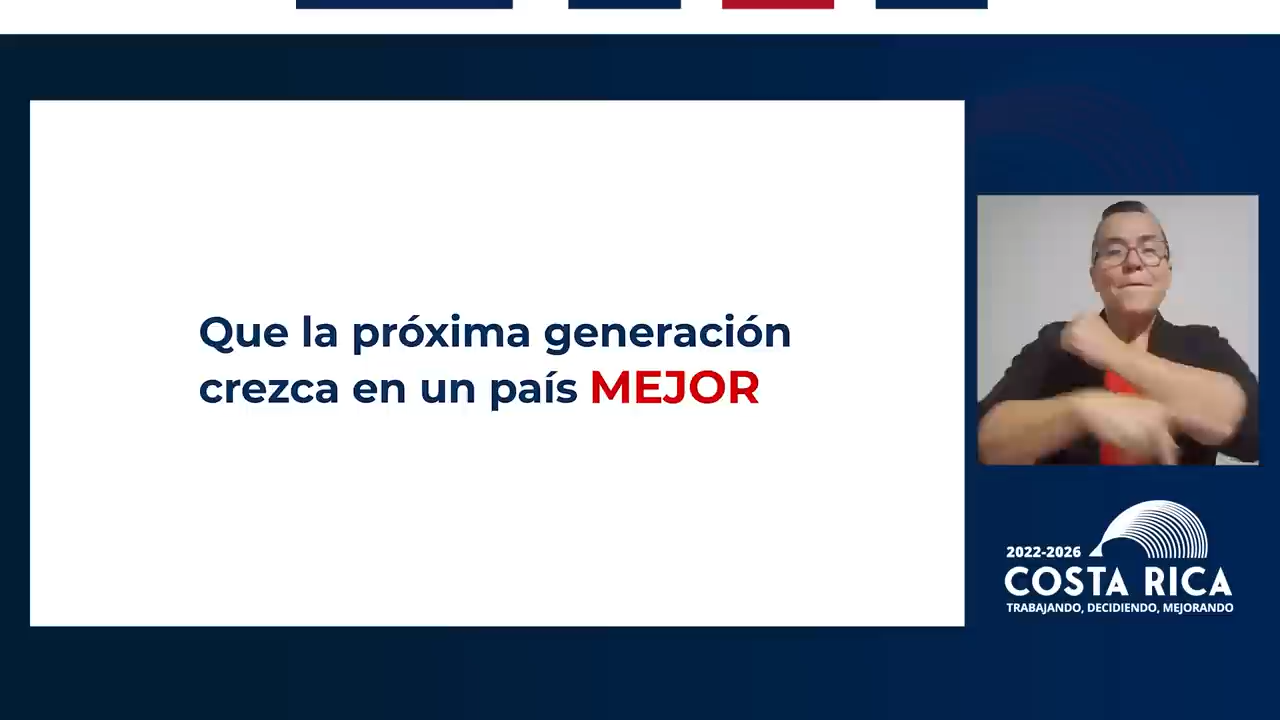 Que la próxima generación
crezca en un país MEJOR
2022-2026
COSTA RICA
TRABAJANDO, DECIDIENDO, MEJORANDO